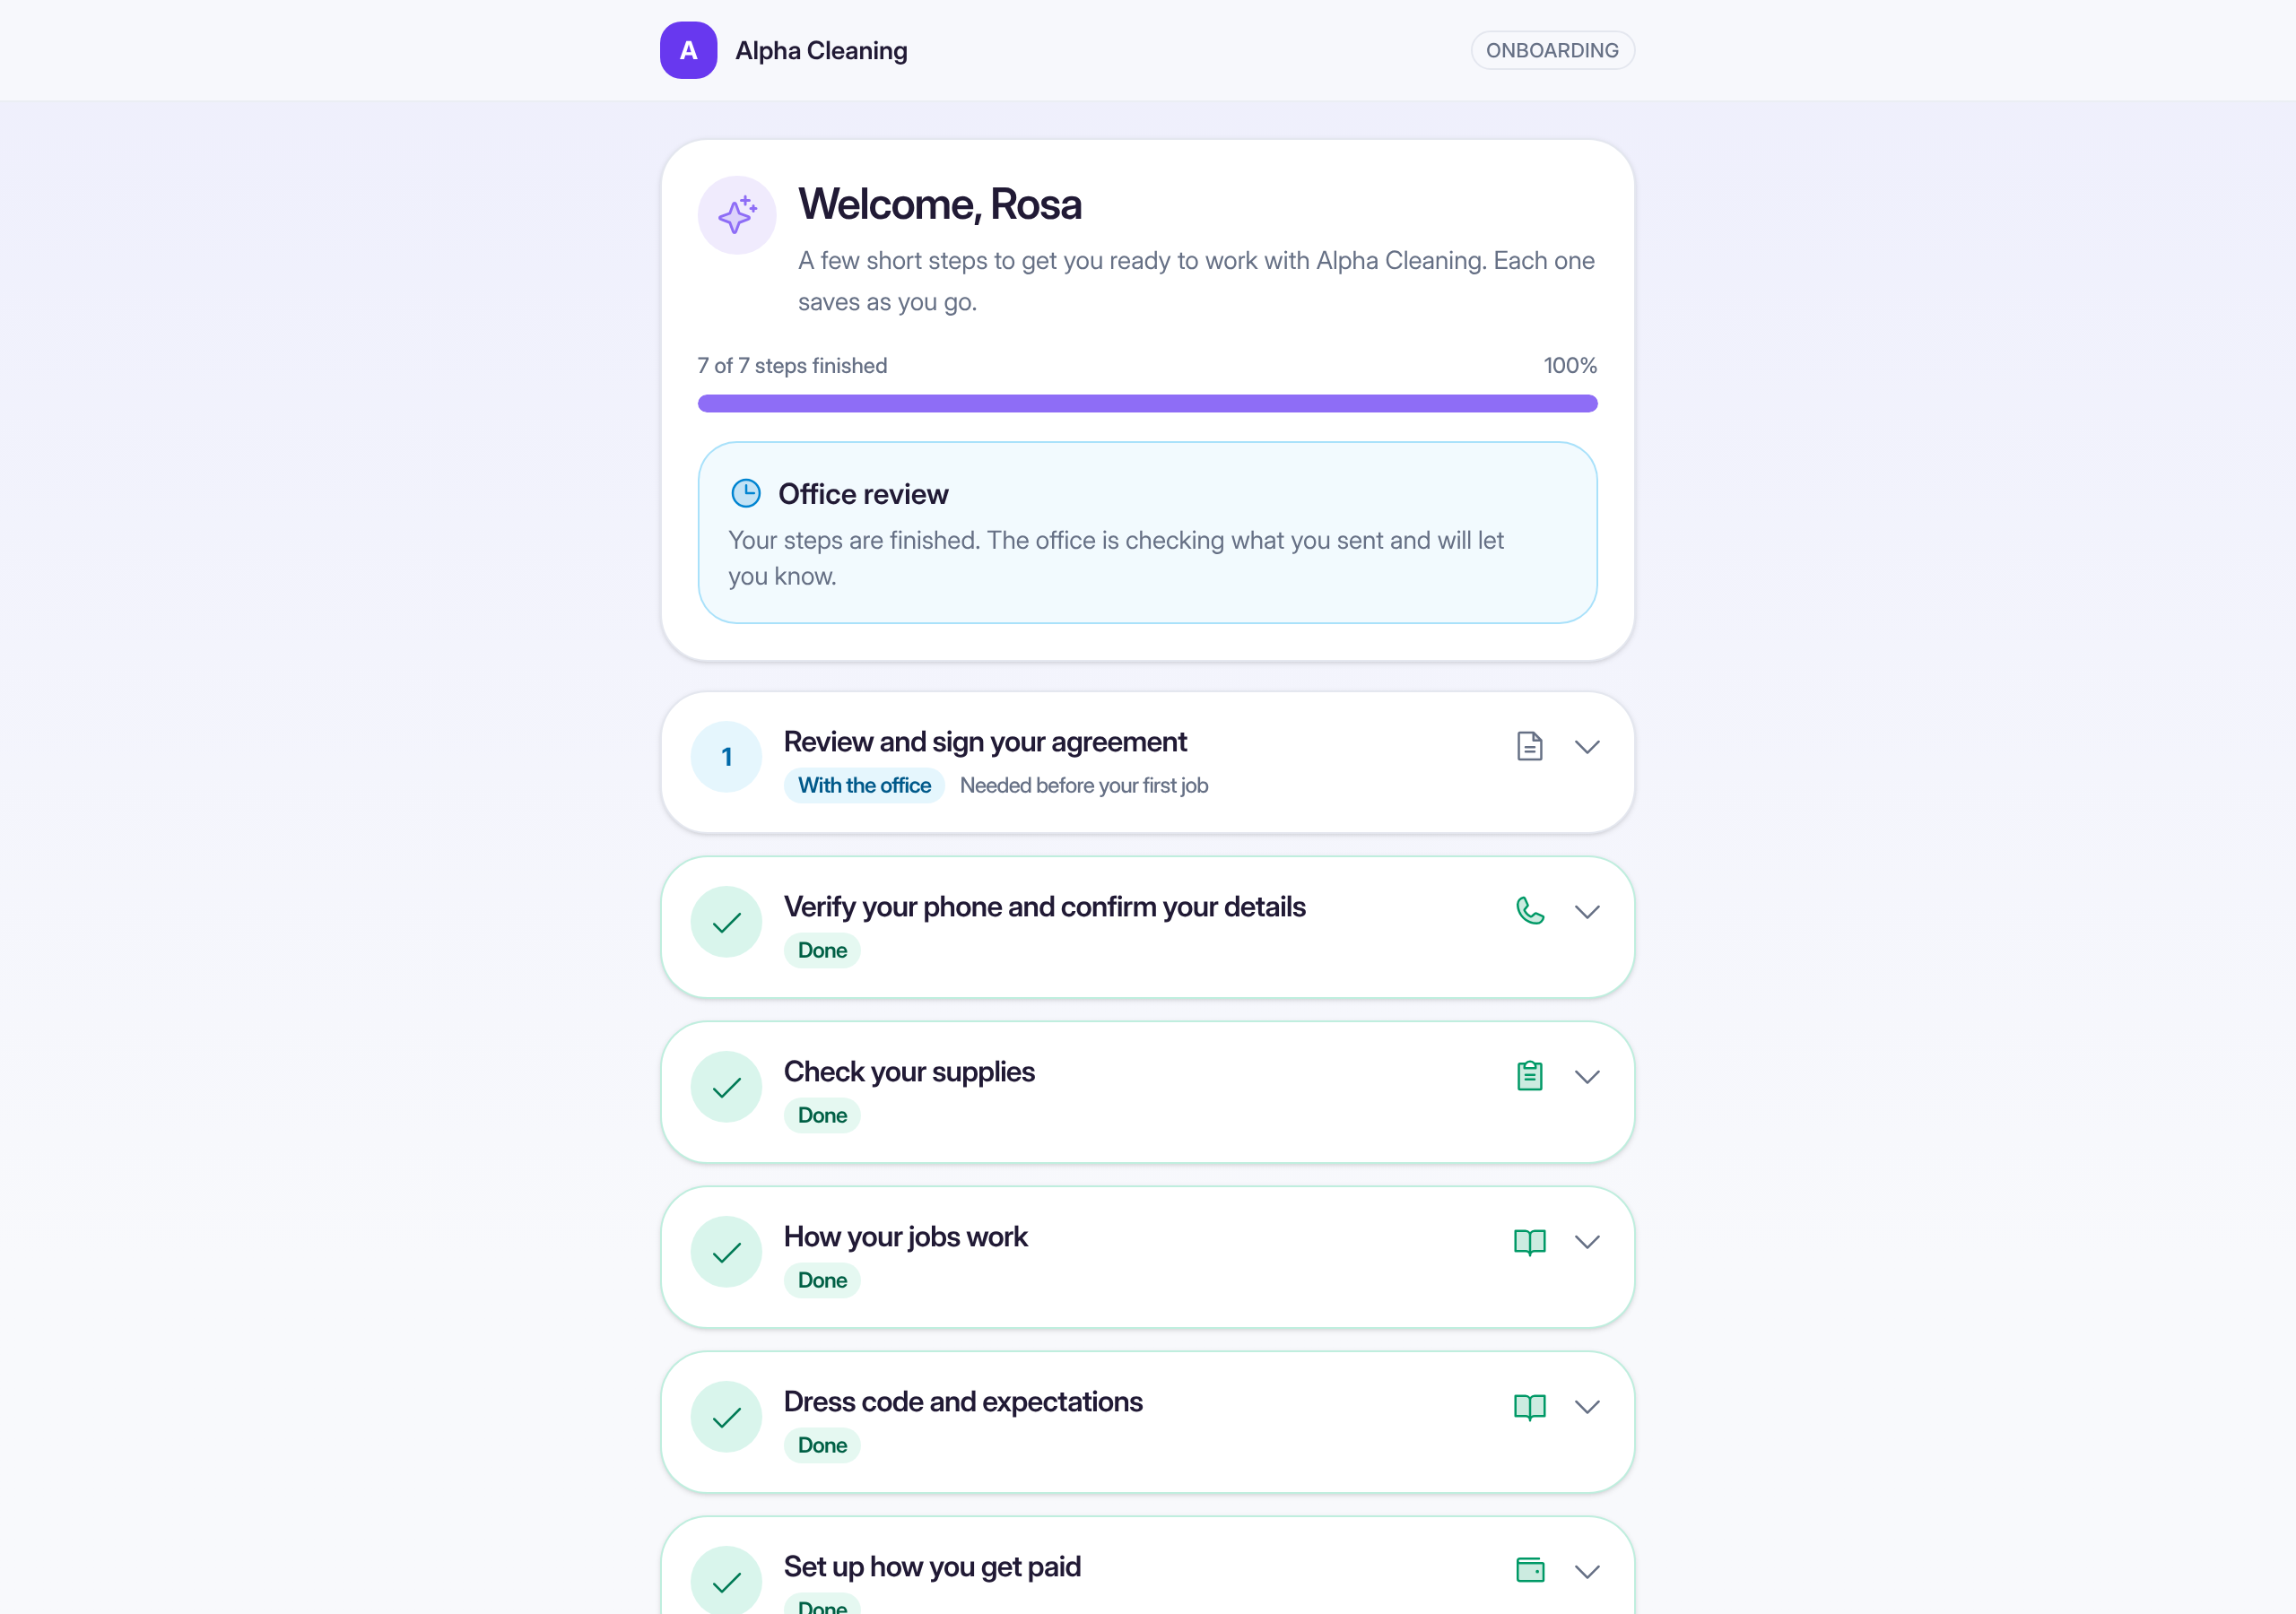 A
Alpha Cleaning
ONBOARDING
Welcome, Rosa
A few short steps to get you ready to work with Alpha Cleaning. Each one
saves as you go.
7 of 7 steps finished
100%
Office review
Your steps are finished. The office is checking what you sent and will let
you know.
1
Review and sign your agreement
With the office
Needed before your first job
Verify your phone and confirm your details
Done
Check your supplies
Done
How your jobs work
Done
Dress code and expectations
Done
Set up how you get paid
Done